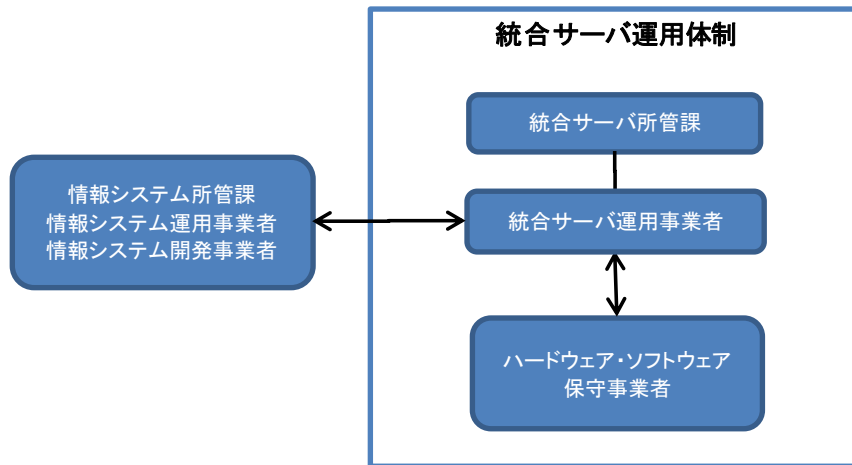 統合サーバ運用体制
統合サーバ所管課
情報システム所管課
情報システム運用事業者
情報システム開発事業者
統合サーバ運用事業者
ハードウェア・ソフトウェア
保守事業者